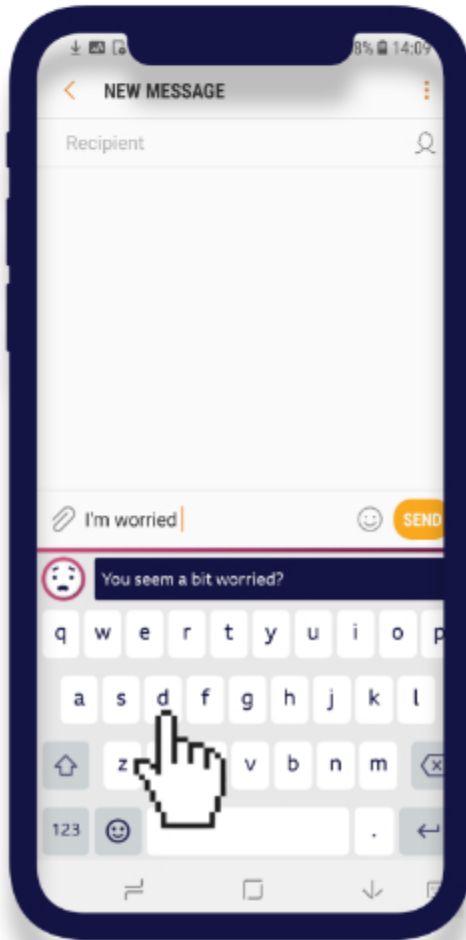 8% 14:09
NEW MESSAGE
Recipient
I'm worried
SEND
You seem a bit worried?
q w e r t y u i o p
a s d f g h j k l
z v b n m
123 .